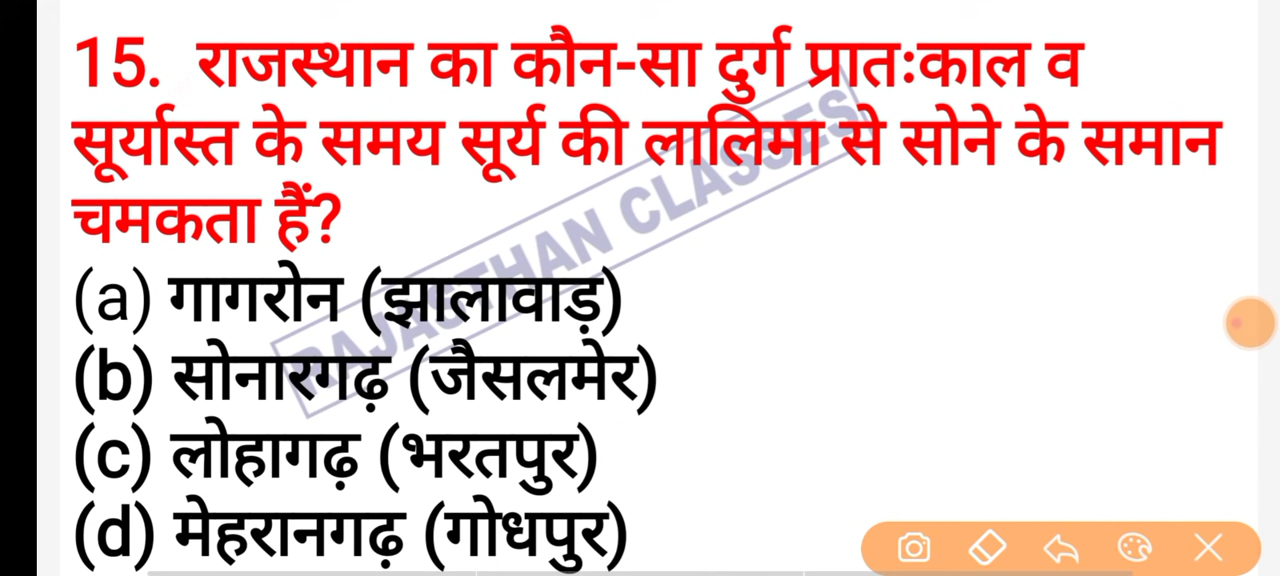 15. राजस्थान का कौन-सा दुर्ग प्रातःकाल व
सूर्यास्त के समय सूर्य की लालिमा से सोने के समान
चमकता हैं?
(a) गागरोन (झालावाड़)
(b) सोनारगढ़ (जैसलमेर)
(c) लोहागढ़ (भरतपुर)
(d) मेहरानगढ़ (गोधपुर)
RAJASTHAN CLASSES